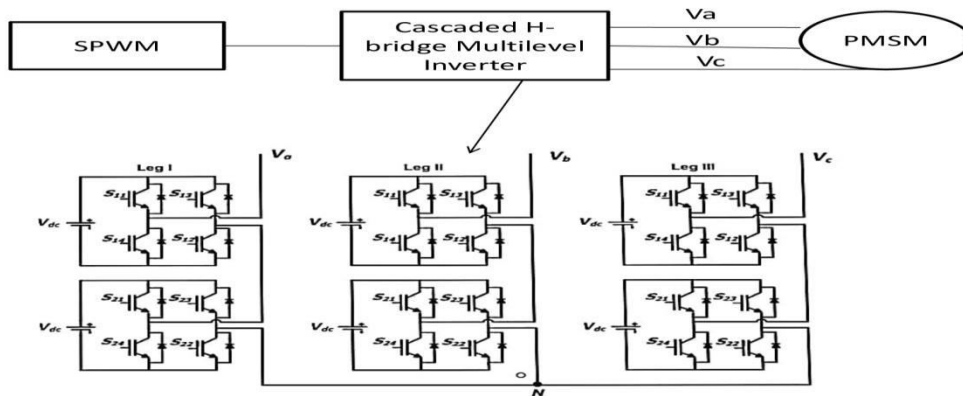 SPWM
Cascaded H-
bridge Multilevel
Inverter
Va
Vb
Vc
PMSM
Va
Leg I
S11
S13
Vdc
S14
S12
S21
S23
Vdc
S24
S22
Vb
Leg II
S11
S13
Vdc
S14
S12
S21
S23
Vdc
S24
S22
N
Vc
Leg III
S11
S13
Vdc
S14
S12
S21
S23
Vdc
S24
S22